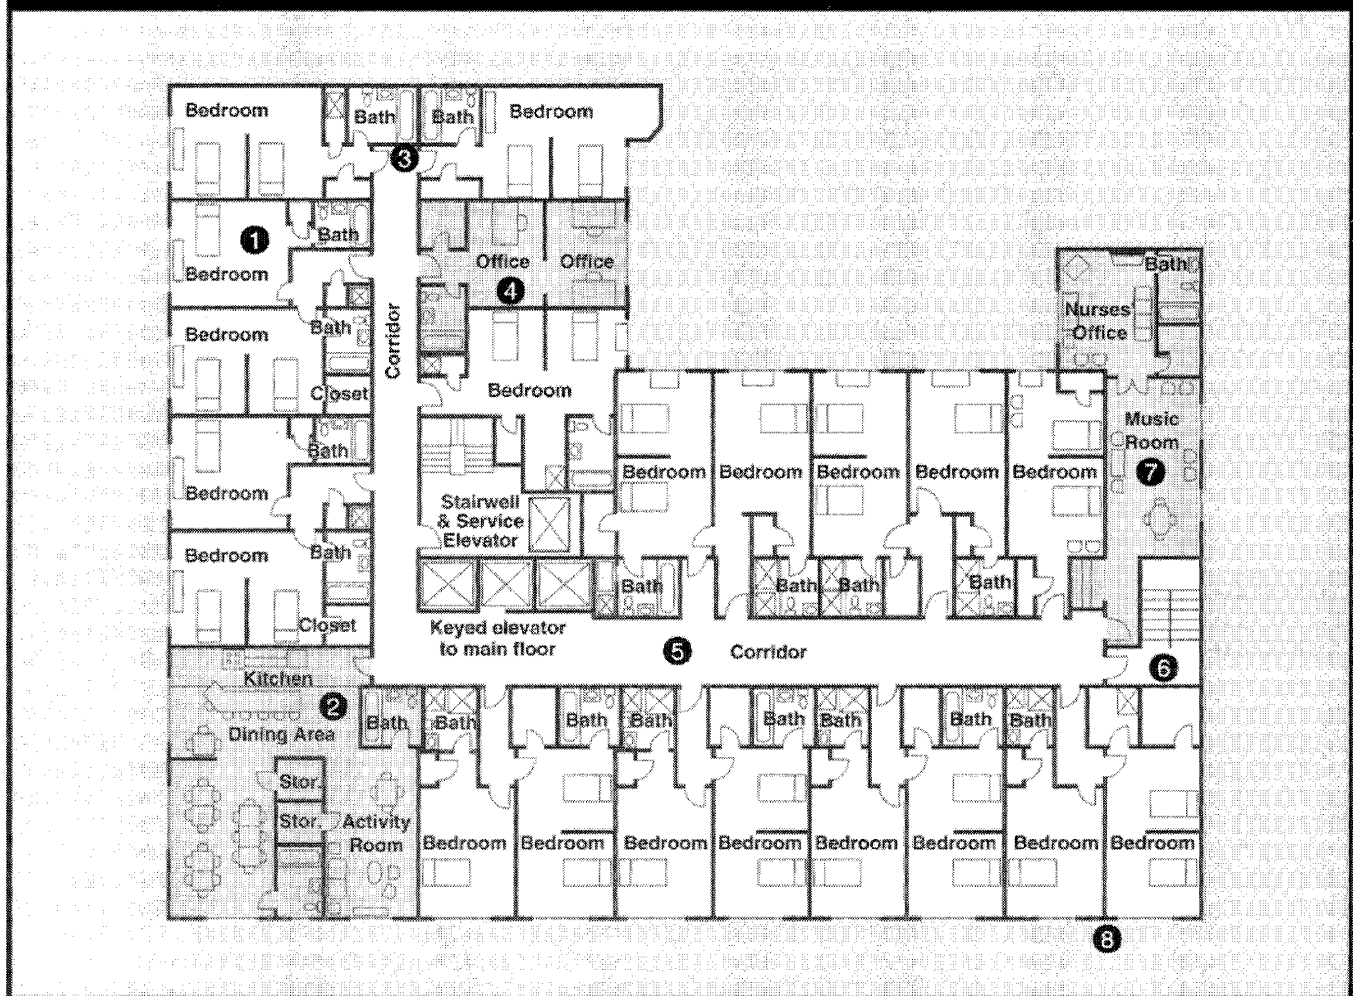 Bedroom
Bath
Bath
Bedroom
3
1
Bath
Bedroom
Office
Office
4
Bath
Nurses'
Office
Bedroom
Bath
Corridor
Closet
Bedroom
Music
Room
7
Bath
Bedroom
Bedroom
Bedroom
Bedroom
Bedroom
Bedroom
Stairwell
& Service
Elevator
Bedroom
Bath
Bath
Bath
Bath
Bath
Closet
Keyed elevator
to main floor
5
Corridor
6
Kitchen
2
Dining Area
Bath
Bath
Bath
Bath
Bath
Bath
Bath
Bath
Stor.
Stor.
Activity
Room
Bedroom
Bedroom
Bedroom
Bedroom
Bedroom
Bedroom
Bedroom
Bedroom
8